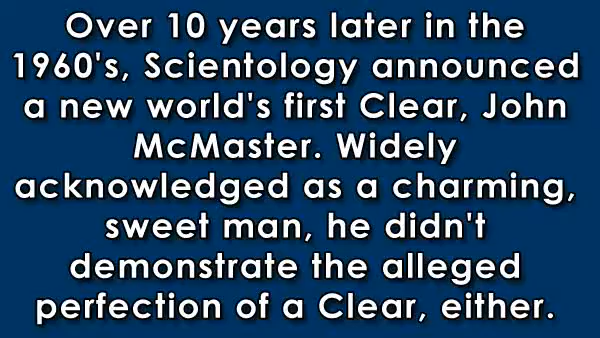 Over 10 years later in the
1960's, Scientology announced
a new world's first Clear, John
McMaster. Widely
acknowledged as a charming,
sweet man, he didn't
demonstrate the alleged
perfection of a Clear, either.